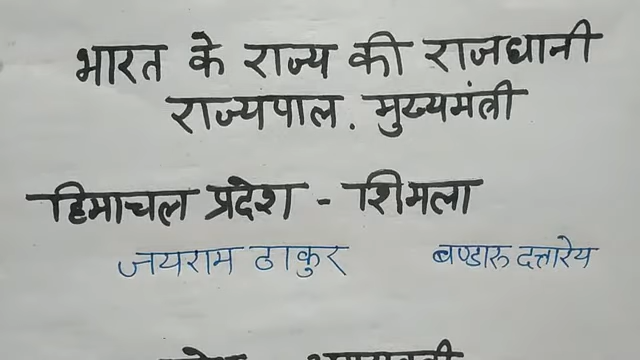 भारत के राज्य की राजधानी
राज्यपाल. मुख्यमंत्री
हिमाचल प्रदेश - शिमला
जयराम ठाकुर बण्डारु दत्तारेय